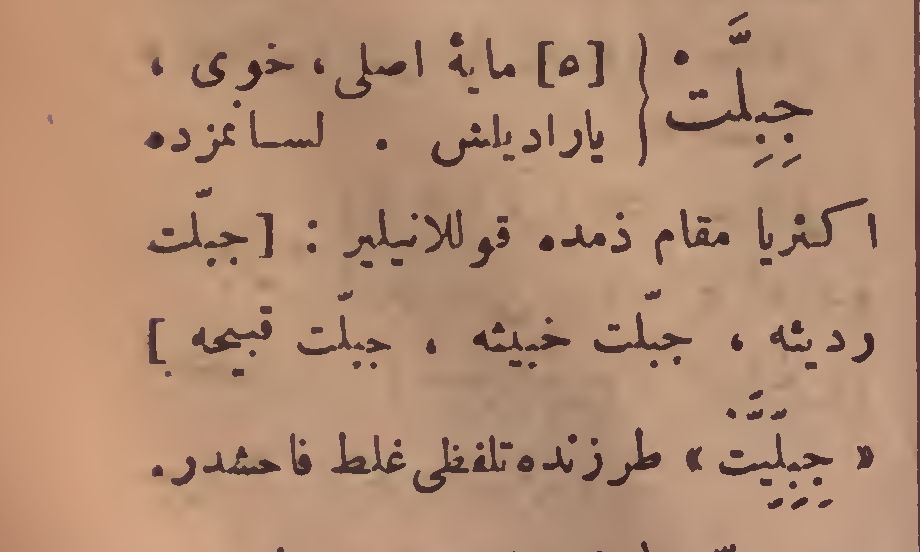 جِبِلَّتْ { [٥] مایهٔ اصلی ، خوی ،
یارادیلش . لسانمزده
اکثریا مقام ذمده قوللانیلیر : [ جبلّت
ردیئه ، جبلّت خبیثه ، جبلّت قبیحه ]
« جِبِلِیَّتْ » طرزنده تلفظی غلط فاحشدر.